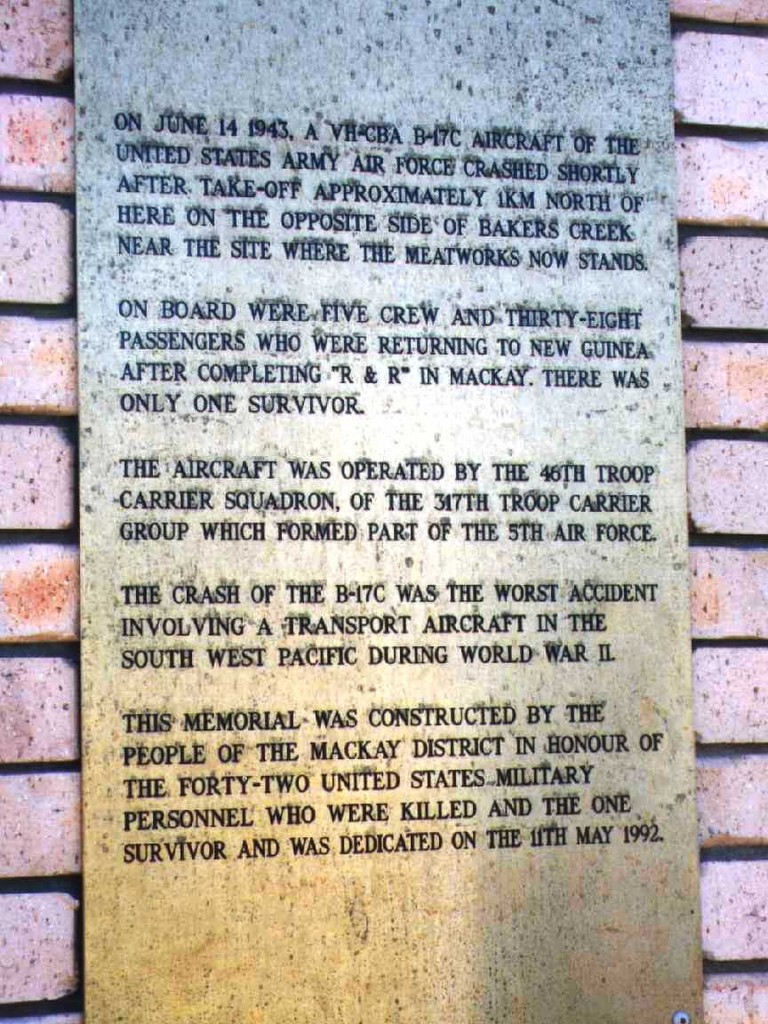 ON JUNE 14 1943, A VH-CBA B-17C AIRCRAFT OF THE
UNITED STATES ARMY AIR FORCE CRASHED SHORTLY
AFTER TAKE-OFF APPROXIMATELY 1KM NORTH OF
HERE ON THE OPPOSITE SIDE OF BAKERS CREEK
NEAR THE SITE WHERE THE MEATWORKS NOW STANDS.
ON BOARD WERE FIVE CREW AND THIRTY-EIGHT
PASSENGERS WHO WERE RETURNING TO NEW GUINEA
AFTER COMPLETING "R & R" IN MACKAY. THERE WAS
ONLY ONE SURVIVOR.
THE AIRCRAFT WAS OPERATED BY THE 46TH TROOP
CARRIER SQUADRON, OF THE 317TH TROOP CARRIER
GROUP WHICH FORMED PART OF THE 5TH AIR FORCE.
THE CRASH OF THE B-17C WAS THE WORST ACCIDENT
INVOLVING A TRANSPORT AIRCRAFT IN THE
SOUTH WEST PACIFIC DURING WORLD WAR II.
THIS MEMORIAL WAS CONSTRUCTED BY THE
PEOPLE OF THE MACKAY DISTRICT IN HONOUR OF
THE FORTY-TWO UNITED STATES MILITARY
PERSONNEL WHO WERE KILLED AND THE ONE
SURVIVOR AND WAS DEDICATED ON THE 11TH MAY 1992.